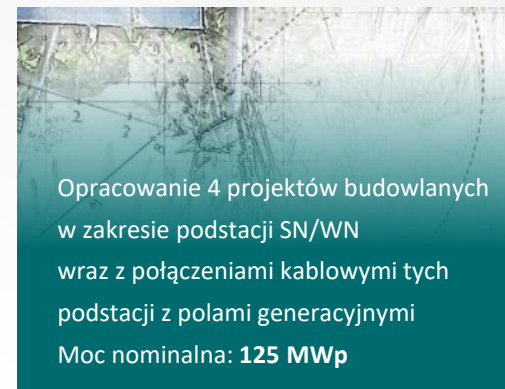 Opracowanie 4 projektów budowlanych
w zakresie podstacji SN/WN
wraz z połączeniami kablowymi tych
podstacji z polami generacyjnymi
Moc nominalna: 125 MWp